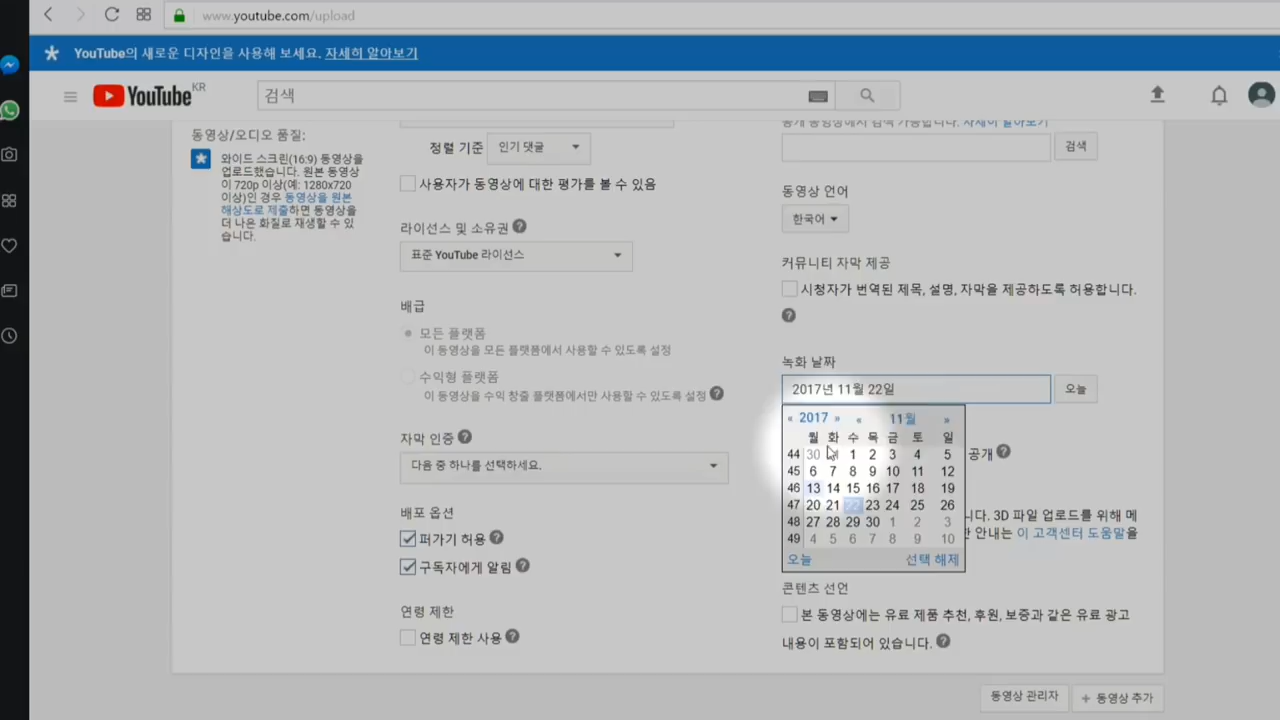 www.youtube.com/upload
YouTube의 새로운 디자인을 사용해 보세요. 자세히 알아보기
YouTube KR
검색
동영상/오디오 품질:
와이드 스크린(16:9) 동영상을
업로드했습니다. 원본 동영상
이 720p 이상(예: 1280x720
이상)인 경우 동영상을 원본
해상도로 제출하면 동영상을
더 나은 화질로 재생할 수 있
습니다.
정렬 기준 인기 댓글
사용자가 동영상에 대한 평가를 볼 수 있음
라이선스 및 소유권
표준 YouTube 라이선스
배급
모든 플랫폼
이 동영상을 모든 플랫폼에서 사용할 수 있도록 설정
수익형 플랫폼
이 동영상을 수익 창출 플랫폼에서만 사용할 수 있도록 설정
자막 인증
다음 중 하나를 선택하세요.
배포 옵션
퍼가기 허용
구독자에게 알림
연령 제한
연령 제한 사용
공개 동영상에서 검색 가능합니다. 자세히 알아보기
검색
동영상 언어
한국어
커뮤니티 자막 제공
시청자가 번역된 제목, 설명, 자막을 제공하도록 허용합니다.
녹화 날짜
2017년 11월 22일 오늘
« 2017 » « 11월 »
월 화 수 목 금 토 일
44 30 1 2 3 4 5
45 6 7 8 9 10 11 12
46 13 14 15 16 17 18 19
47 20 21 22 23 24 25 26
48 27 28 29 30 1 2 3
49 4 5 6 7 8 9 10
오늘 선택 해제
공개
니다. 3D 파일 업로드를 위해 메
한 안내는 이 고객센터 도움말을
콘텐츠 선언
본 동영상에는 유료 제품 추천, 후원, 보증과 같은 유료 광고
내용이 포함되어 있습니다.
동영상 관리자 + 동영상 추가